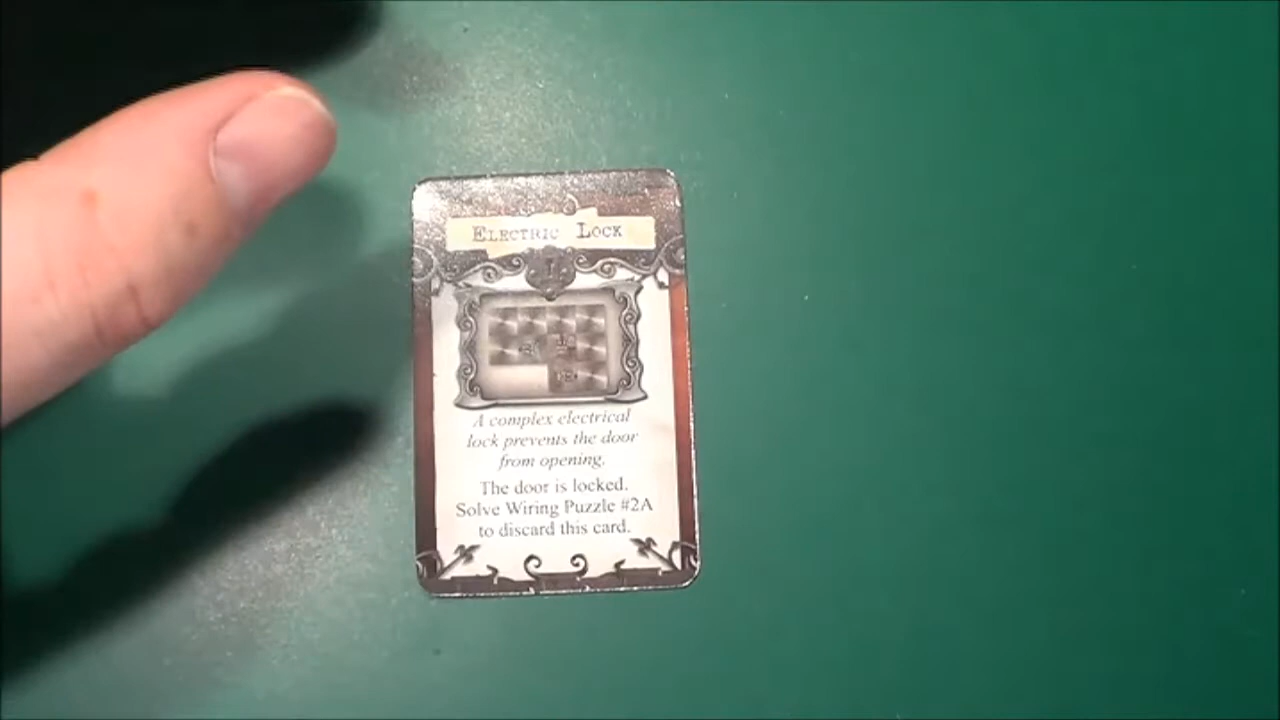 Electric Lock
A complex electrical
lock prevents the door
from opening.
The door is locked.
Solve Wiring Puzzle #2A
to discard this card.